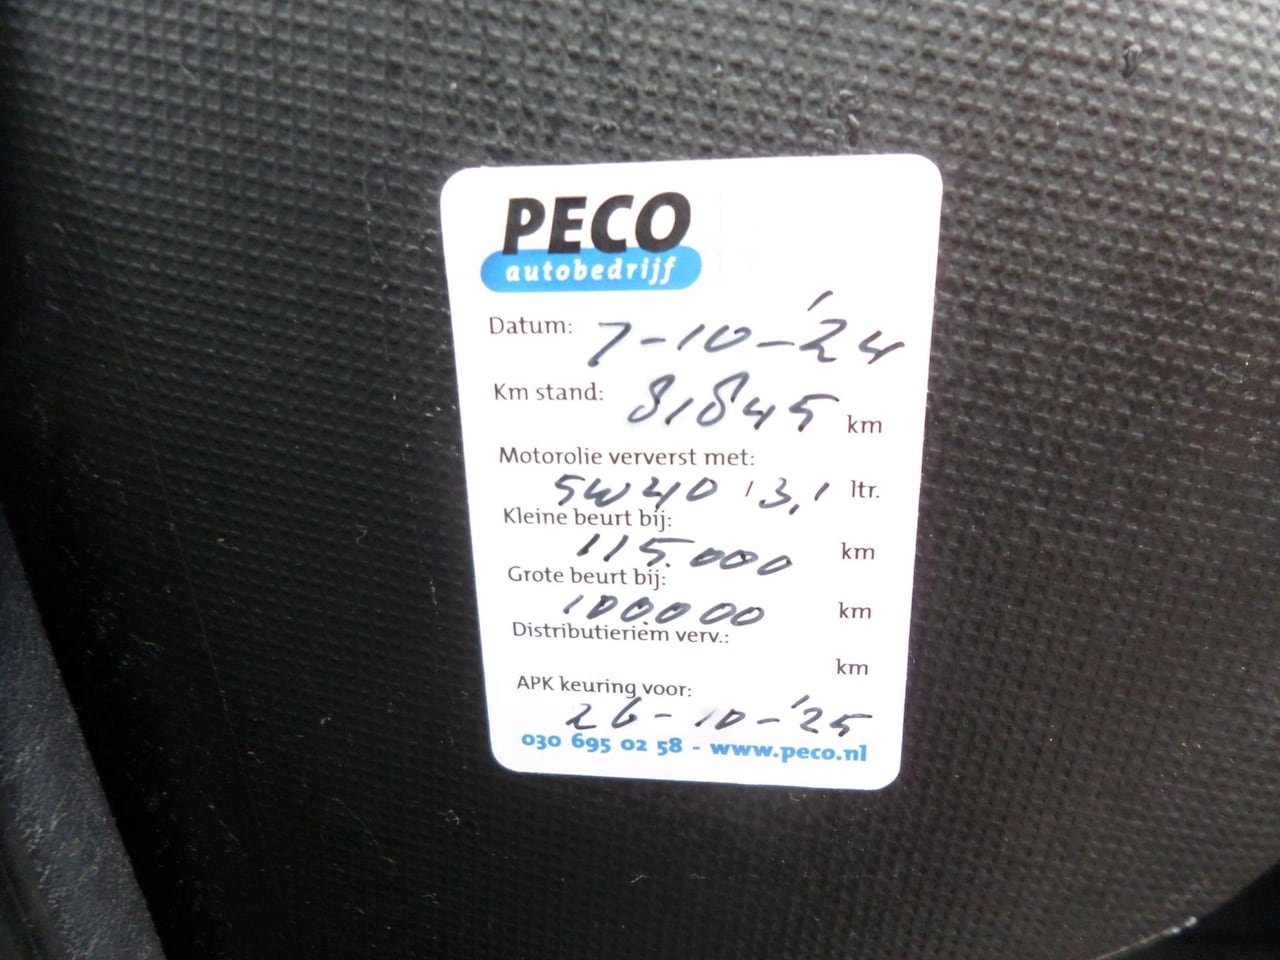 PECO
autobedrijf
Datum: 7-10-'24
Km stand: 81845 km
Motorolie ververst met:
5W40 / 3,1 ltr.
Kleine beurt bij:
115.000 km
Grote beurt bij:
100000 km
Distributieriem verv.:
km
APK keuring voor:
26-10-'25
030 695 02 58 - www.peco.nl